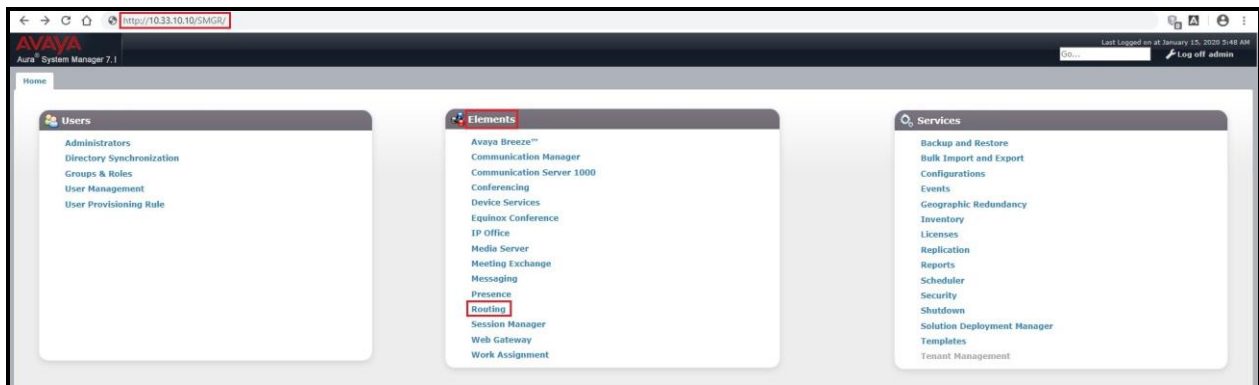 http://10.33.10.10/SMGR/
AVAYA
Aura® System Manager 7.1
Last Logged on at January 15, 2020 5:48 AM
Go...
Log off admin
Home
Users
Administrators
Directory Synchronization
Groups & Roles
User Management
User Provisioning Rule
Elements
Avaya Breeze™
Communication Manager
Communication Server 1000
Conferencing
Device Services
Equinox Conference
IP Office
Media Server
Meeting Exchange
Messaging
Presence
Routing
Session Manager
Web Gateway
Work Assignment
Services
Backup and Restore
Bulk Import and Export
Configurations
Events
Geographic Redundancy
Inventory
Licenses
Replication
Reports
Scheduler
Security
Shutdown
Solution Deployment Manager
Templates
Tenant Management